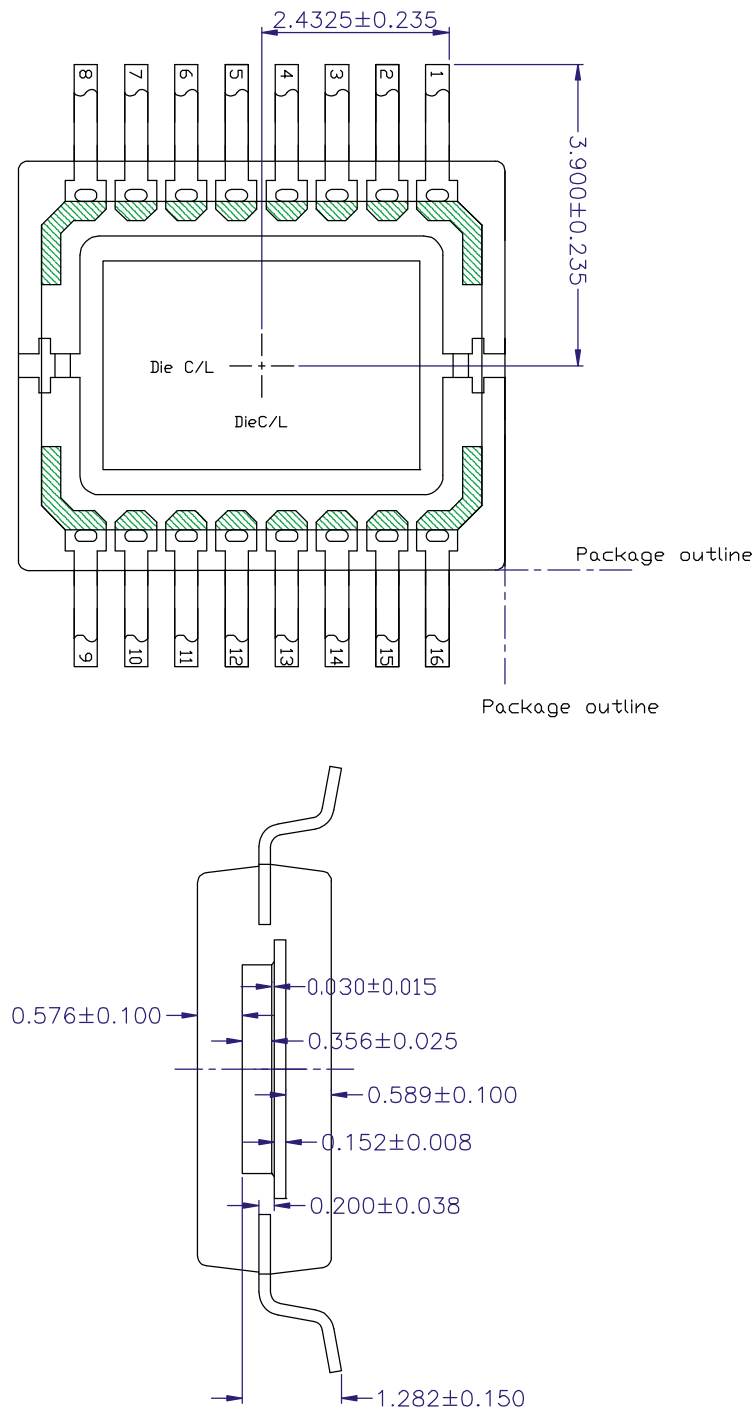 2.4325±0.235
8 7 6 5 4 3 2 1
3.900±0.235
Die C/L
DieC/L
Package outline
9 10 11 12 13 14 15 16
Package outline
0.030±0.015
0.576±0.100
0.356±0.025
0.589±0.100
0.152±0.008
0.200±0.038
1.282±0.150